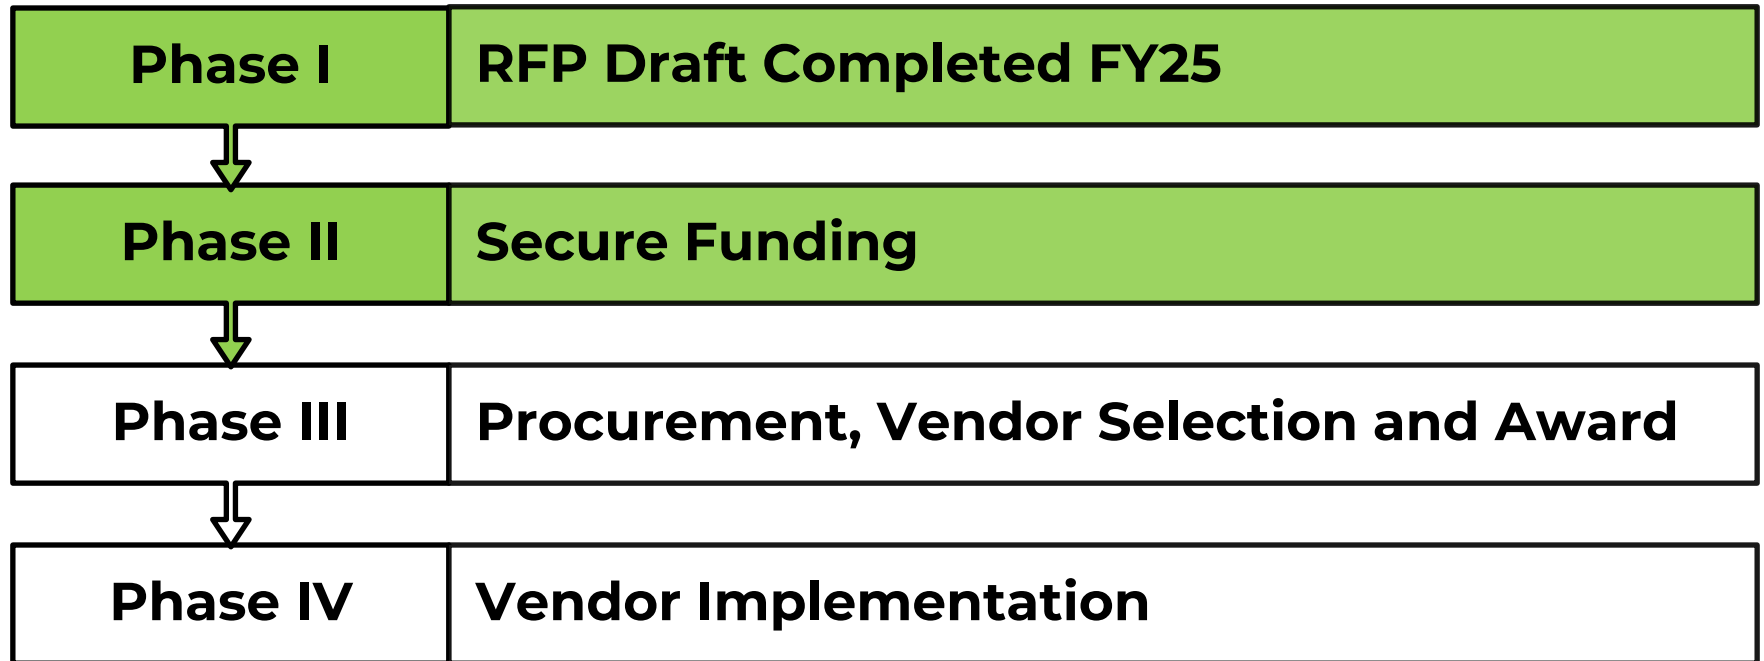 Phase I
RFP Draft Completed FY25
Phase II
Secure Funding
Phase III
Procurement, Vendor Selection and Award
Phase IV
Vendor Implementation